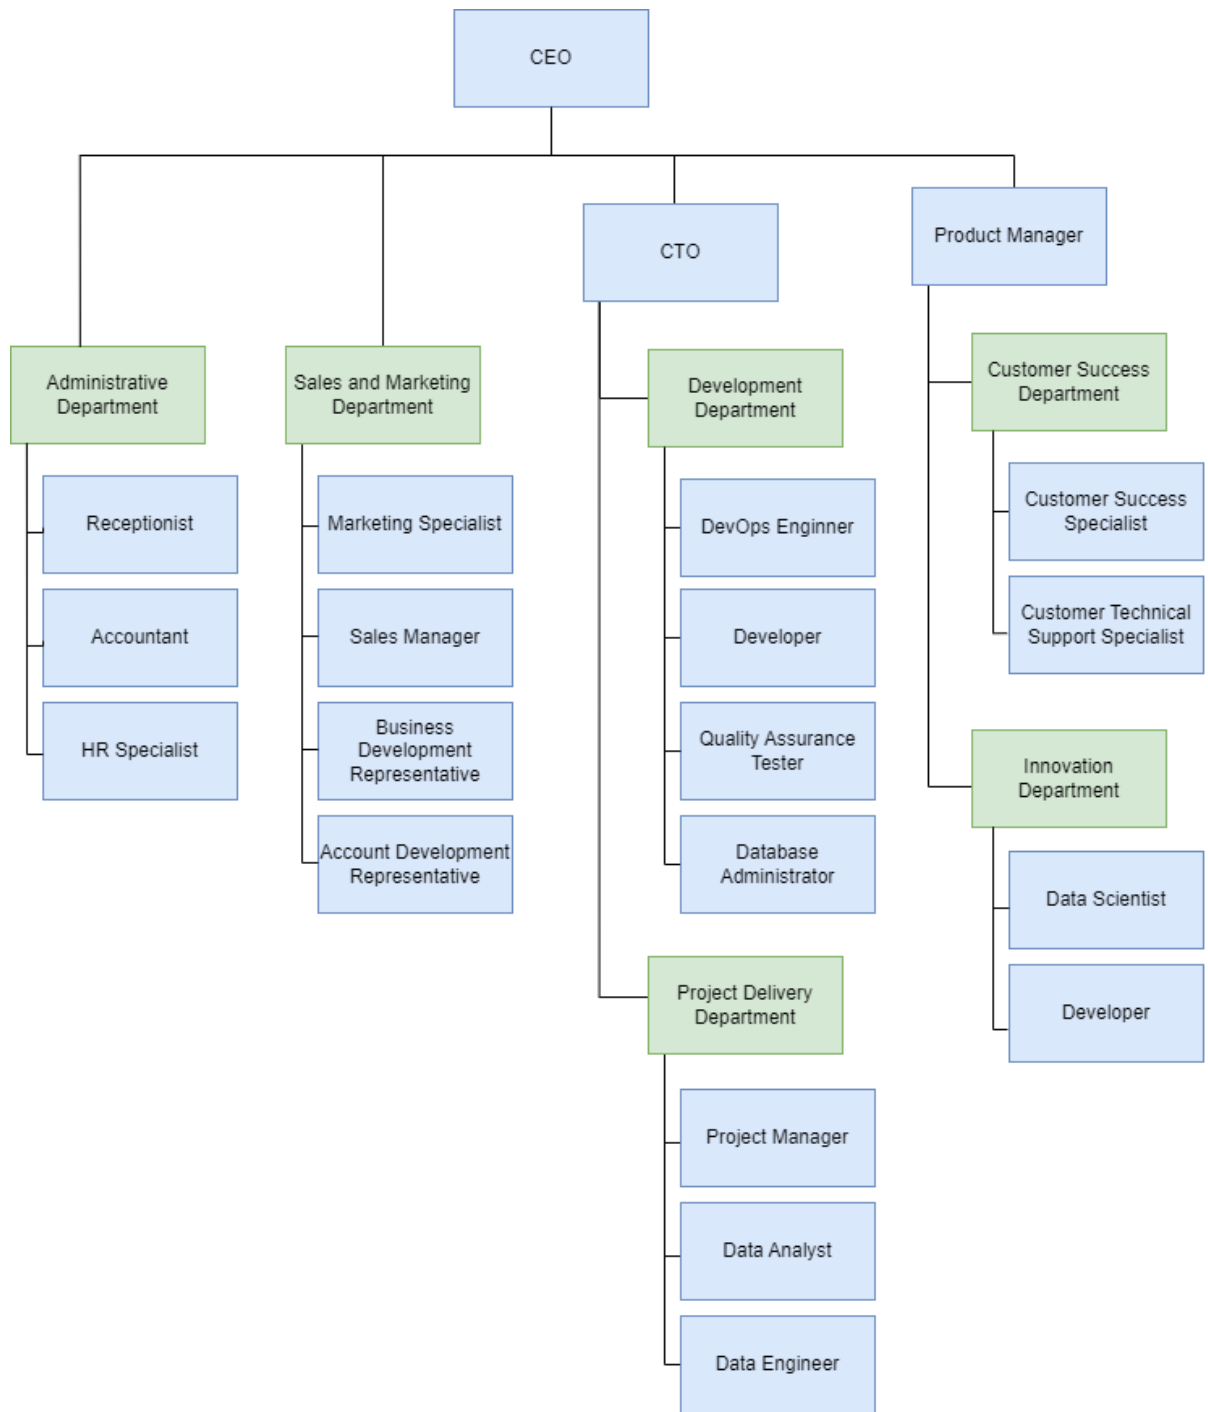 CEO
CTO
Product Manager
Administrative
Department
Receptionist
Accountant
HR Specialist
Sales and Marketing
Department
Marketing Specialist
Sales Manager
Business
Development
Representative
Account Development
Representative
Development
Department
DevOps Enginner
Developer
Quality Assurance
Tester
Database
Administrator
Project Delivery
Department
Project Manager
Data Analyst
Data Engineer
Customer Success
Department
Customer Success
Specialist
Customer Technical
Support Specialist
Innovation
Department
Data Scientist
Developer